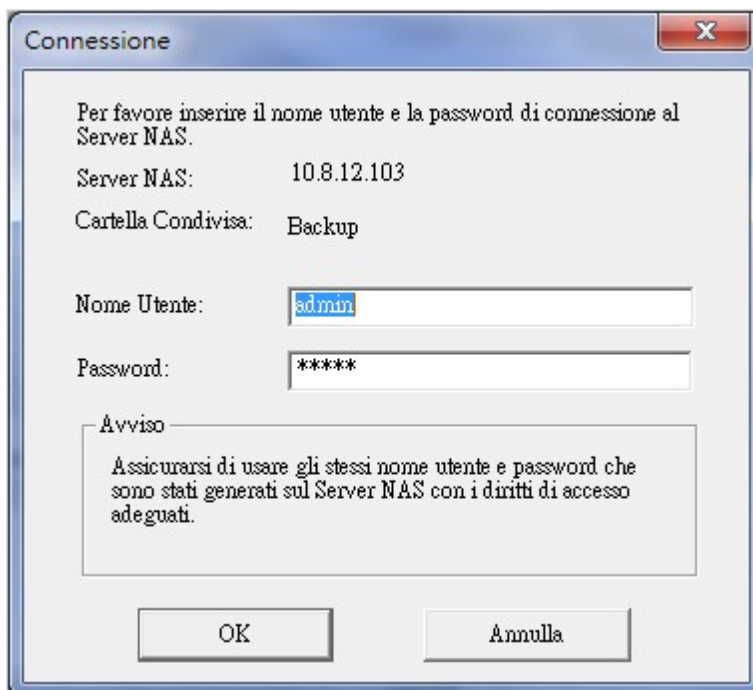 Connessione
Per favore inserire il nome utente e la password di connessione al
Server NAS.
Server NAS: 10.8.12.103
Cartella Condivisa: Backup
Nome Utente: admin
Password: *****
Avviso
Assicurarsi di usare gli stessi nome utente e password che
sono stati generati sul Server NAS con i diritti di accesso
adeguati.
OK Annulla